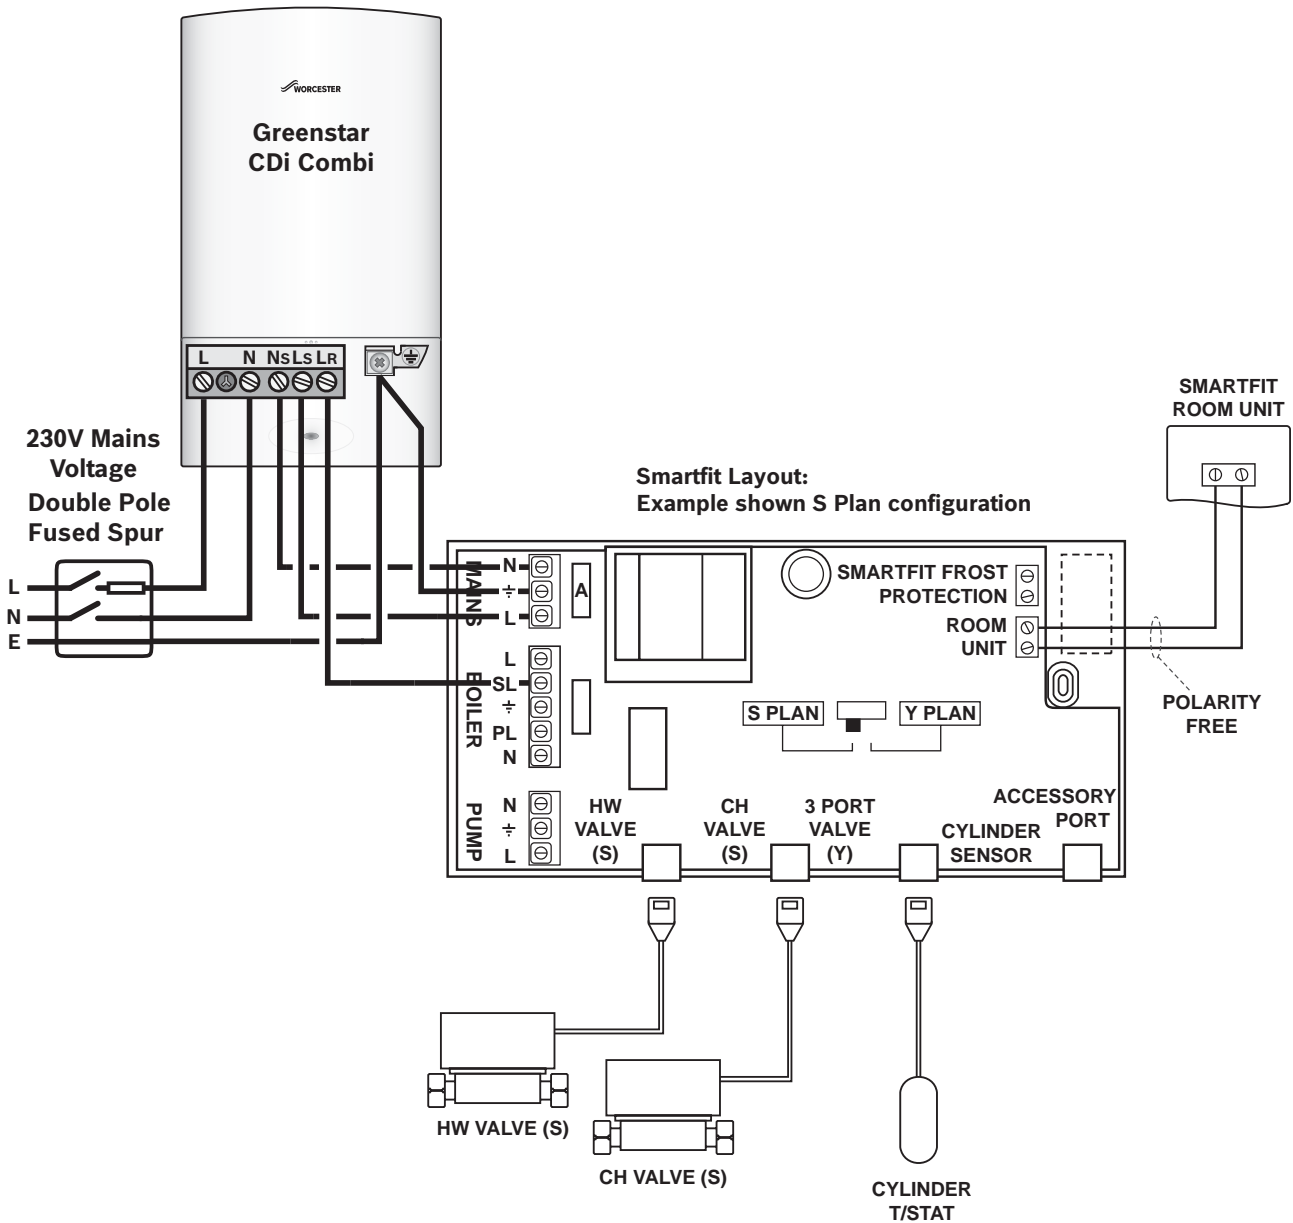 WORCESTER
Greenstar
CDi Combi
L N NS LS LR
230V Mains
Voltage
Double Pole
Fused Spur
L
N
E
SMARTFIT
ROOM UNIT
Smartfit Layout:
Example shown S Plan configuration
MAINS
N
L
A
SMARTFIT FROST
PROTECTION
ROOM
UNIT
POLARITY
FREE
BOILER
L
SL
PL
N
S PLAN
Y PLAN
PUMP
N
L
HW
VALVE
(S)
CH
VALVE
(S)
3 PORT
VALVE
(Y)
CYLINDER
SENSOR
ACCESSORY
PORT
HW VALVE (S)
CH VALVE (S)
CYLINDER
T/STAT